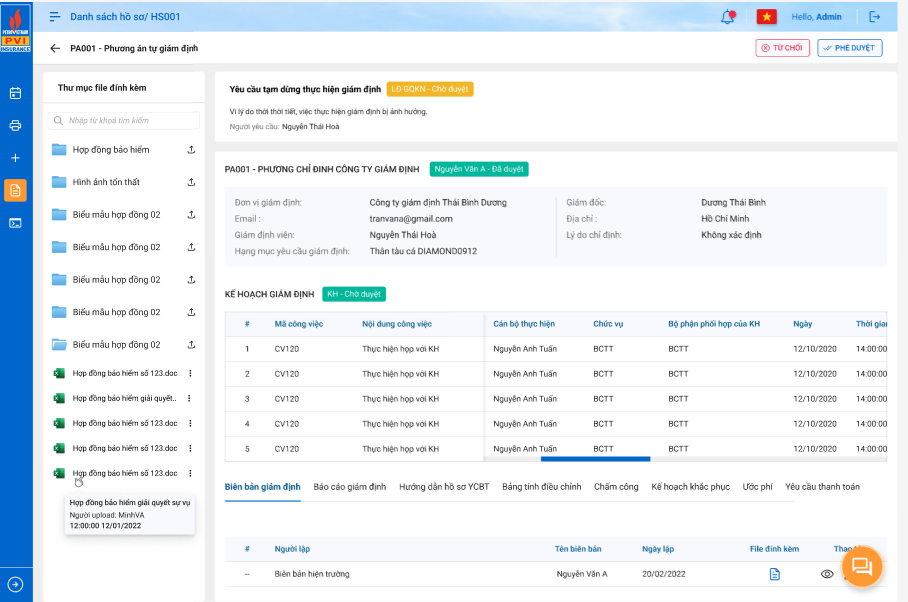 PETROVIETNAM
PVI
INSURANCE
Danh sách hồ sơ/ HS001
Hello, Admin
PA001 - Phương án tự giám định
TỪ CHỐI
PHÊ DUYỆT
Thư mục file đính kèm
Nhập từ khoá tìm kiếm
Hợp đồng bảo hiểm
Hình ảnh tổn thất
Biểu mẫu hợp đồng 02
Biểu mẫu hợp đồng 02
Biểu mẫu hợp đồng 02
Biểu mẫu hợp đồng 02
Biểu mẫu hợp đồng 02
Hợp đồng bảo hiểm số 123.doc
Hợp đồng bảo hiểm giải quyết..
Hợp đồng bảo hiểm số 123.doc
Hợp đồng bảo hiểm số 123.doc
Hợp đồng bảo hiểm số 123.doc
Hợp đồng bảo hiểm giải quyết sự vụ
Người upload: MinhVA
12:00:00 12/01/2022
Yêu cầu tạm dừng thực hiện giám định LĐ GQKN - Chờ duyệt
Vì lý do thời thời tiết, việc thực hiện giám định bị ảnh hưởng.
Người yêu cầu: Nguyễn Thái Hoà
PA001 - PHƯƠNG CHỈ ĐỊNH CÔNG TY GIÁM ĐỊNH Nguyễn Văn A - Đã duyệt
Đơn vị giám định: Công ty giám định Thái Bình Dương Giám đốc: Dương Thái Bình
Email : tranvana@gmail.com Địa chỉ : Hồ Chí Minh
Giám định viên: Nguyễn Thái Hoà Lý do chỉ định: Không xác định
Hạng mục yêu cầu giám định: Thân tàu cá DIAMOND0912
KẾ HOẠCH GIÁM ĐỊNH KH - Chờ duyệt
# Mã công việc Nội dung công việc Cán bộ thực hiện Chức vụ Bộ phận phối hợp của KH Ngày Thời gian
1 CV120 Thực hiện họp với KH Nguyễn Anh Tuấn BCTT BCTT 12/10/2020 14:00:00
2 CV120 Thực hiện họp với KH Nguyễn Anh Tuấn BCTT BCTT 12/10/2020 14:00:00
3 CV120 Thực hiện họp với KH Nguyễn Anh Tuấn BCTT BCTT 12/10/2020 14:00:00
4 CV120 Thực hiện họp với KH Nguyễn Anh Tuấn BCTT BCTT 12/10/2020 14:00:00
5 CV120 Thực hiện họp với KH Nguyễn Anh Tuấn BCTT BCTT 12/10/2020 14:00:00
Biên bản giám định Báo cáo giám định Hướng dẫn hồ sơ YCBT Bảng tính điều chỉnh Chấm công Kế hoạch khắc phục Ước phí Yêu cầu thanh toán
# Người lập Tên biên bản Ngày lập File đính kèm
-- Biên bản hiện trường Nguyễn Văn A 20/02/2022